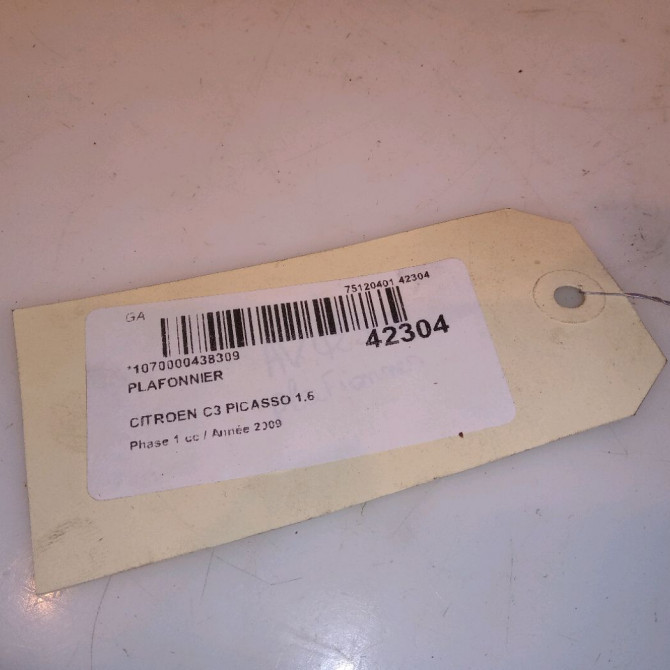 GA
75120401 42304
42304
*1070000438309
PLAFONNIER
CITROEN C3 PICASSO 1.6
Phase 1 cc / Année 2009